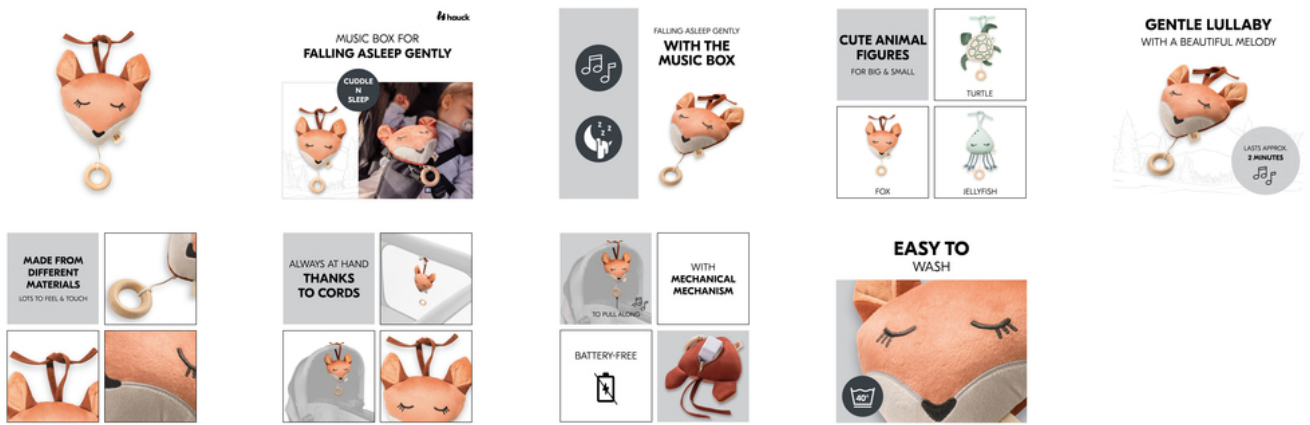 hauck
MUSIC BOX FOR
FALLING ASLEEP GENTLY
CUDDLE
N
SLEEP
FALLING ASLEEP GENTLY
WITH THE
MUSIC BOX
Z
Z
Z
CUTE ANIMAL
FIGURES
FOR BIG & SMALL
TURTLE
FOX
JELLYFISH
GENTLE LULLABY
WITH A BEAUTIFUL MELODY
LASTS APPROX.
2 MINUTES
MADE FROM
DIFFERENT
MATERIALS
LOTS TO FEEL & TOUCH
ALWAYS AT HAND
THANKS
TO CORDS
TO PULL ALONG
WITH
MECHANICAL
MECHANISM
BATTERY-FREE
EASY TO
WASH
40°